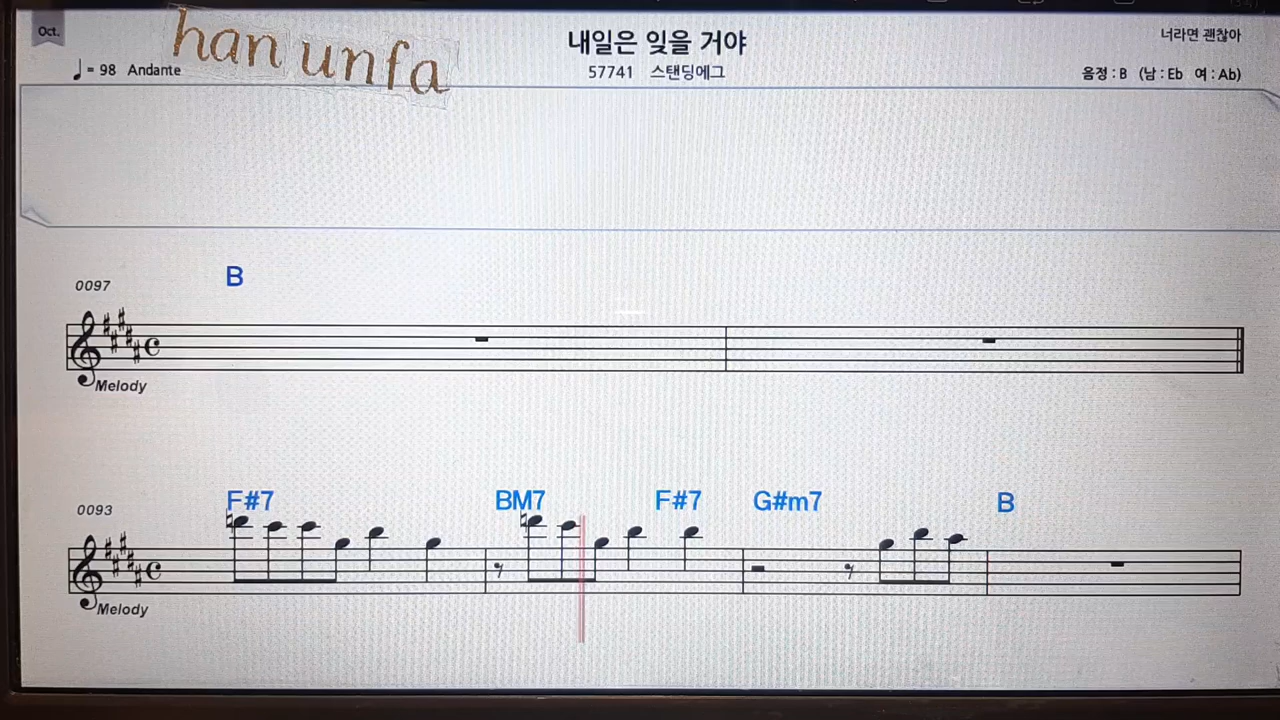 Oct.
han unfa
내일은 잊을 거야
너라면 괜찮아
♩= 98 Andante
57741 스탠딩에그
음정 : B (남 : Eb 여 : Ab)
B
0097
Melody
F#7 BM7 F#7 G#m7 B
0093
Melody